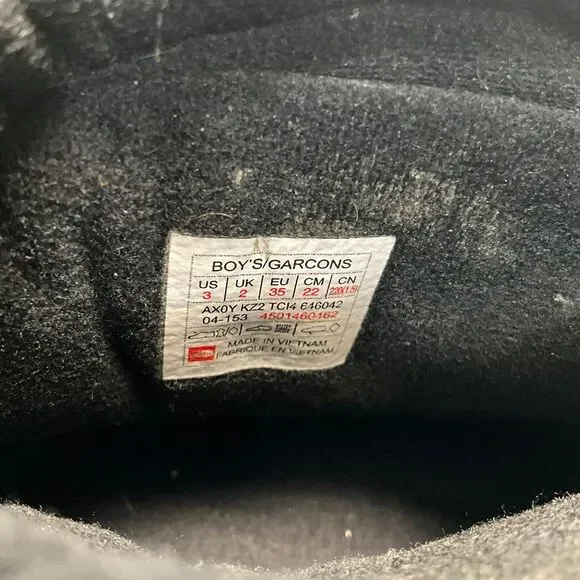 BOY'S/GARCONS
US UK EU CM CN
3 2 35 22 220(1.5)
AX0Y KZ2 TCI4 646042
04-153 4501460462
MADE IN VIETNAM
FABRIQUE EN VIETNAM